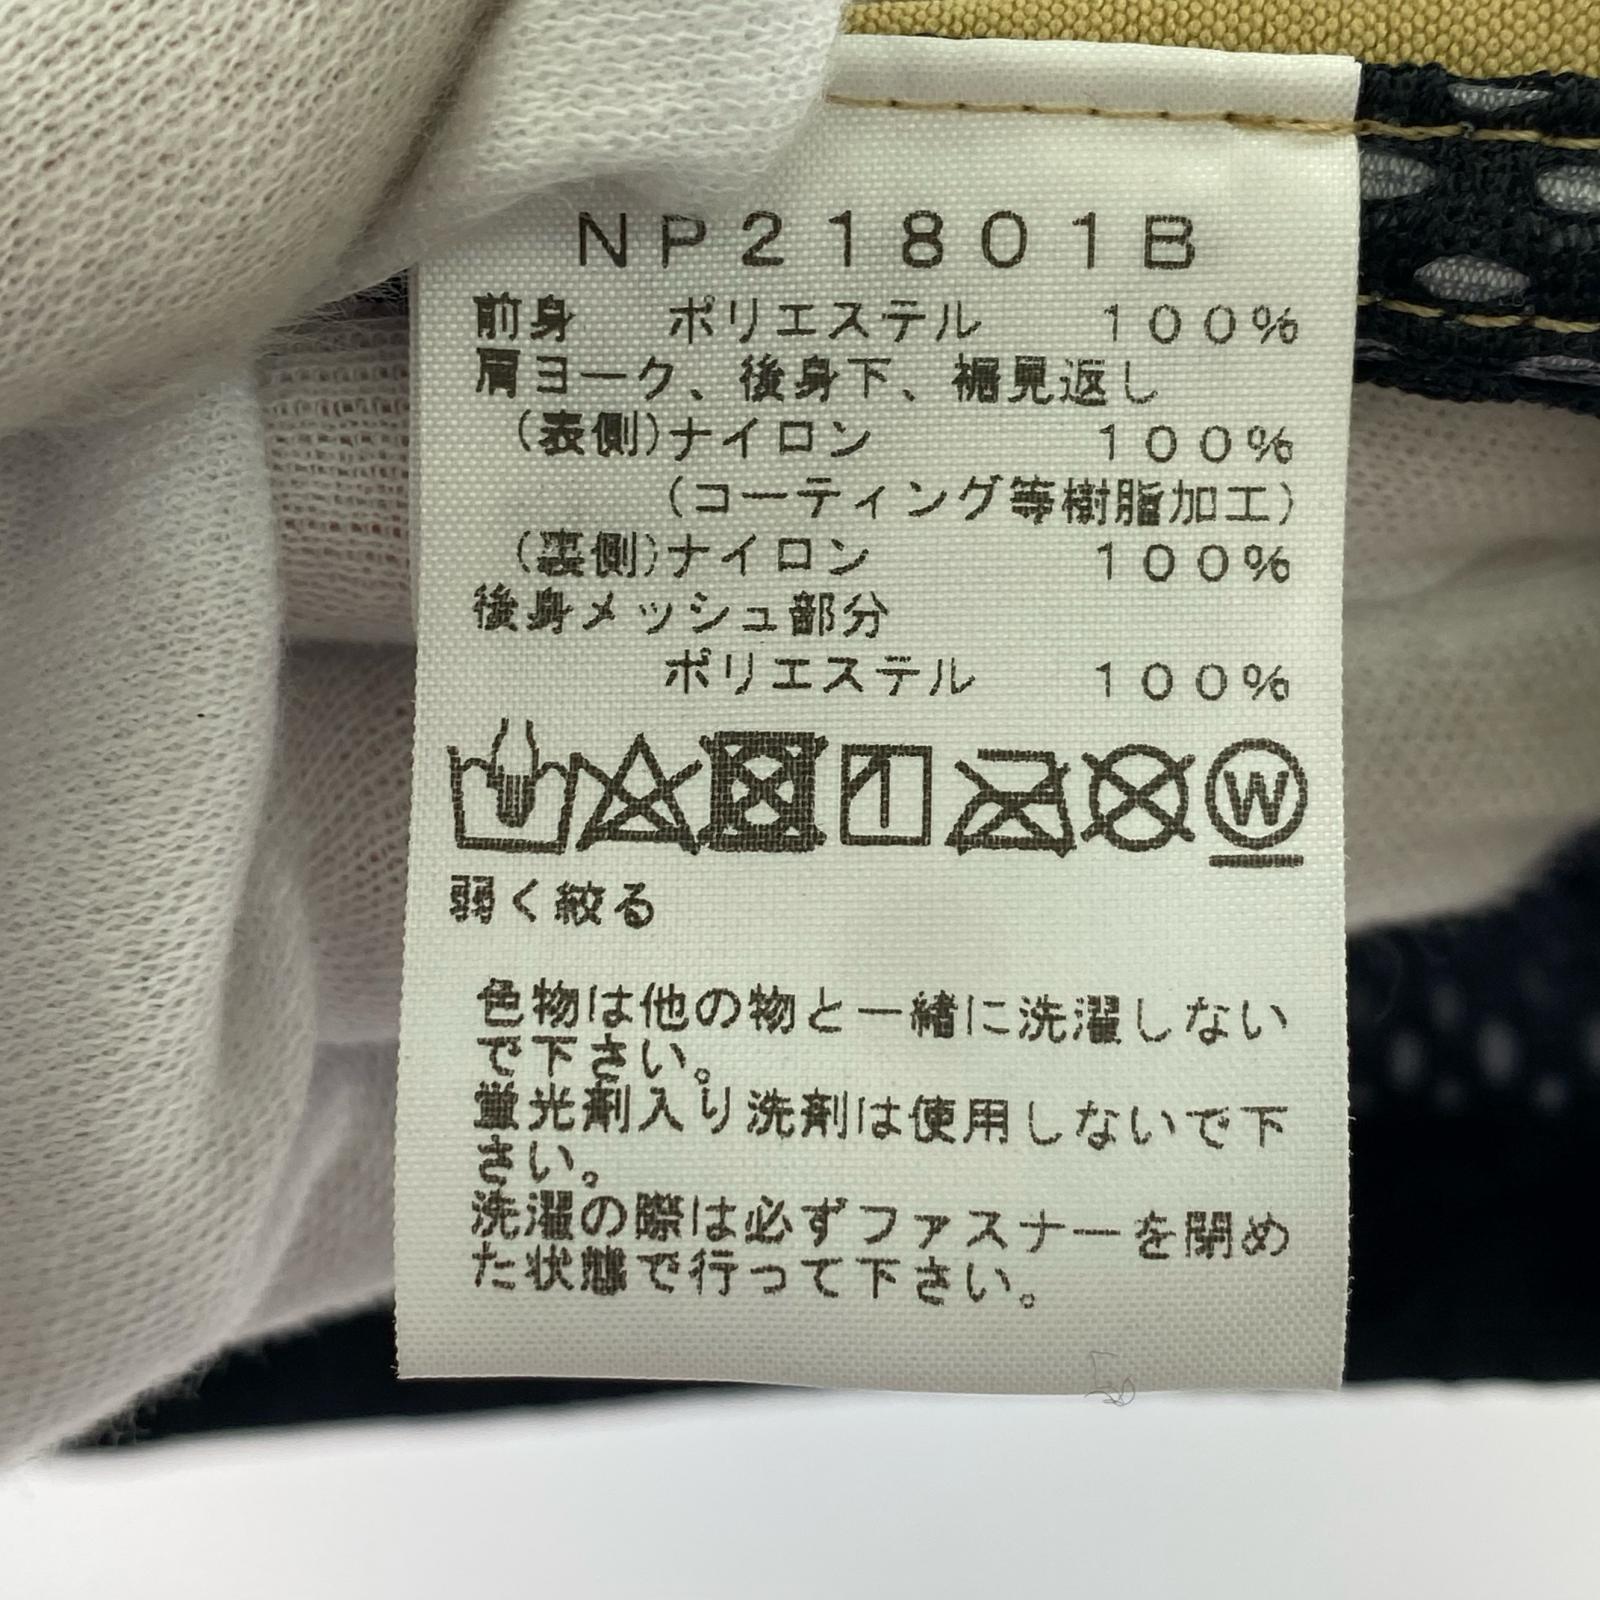 NP21801B
前身 ポリエステル 100%
肩ヨーク、後身下、裾見返し
(表側)ナイロン 100%
(コーティング等樹脂加工)
(裏側)ナイロン 100%
後身メッシュ部分
ポリエステル 100%
W
弱く絞る
色物は他の物と一緒に洗濯しない
で下さい。
蛍光剤入り洗剤は使用しないで下
さい。
洗濯の際は必ずファスナーを閉め
た状態で行って下さい。